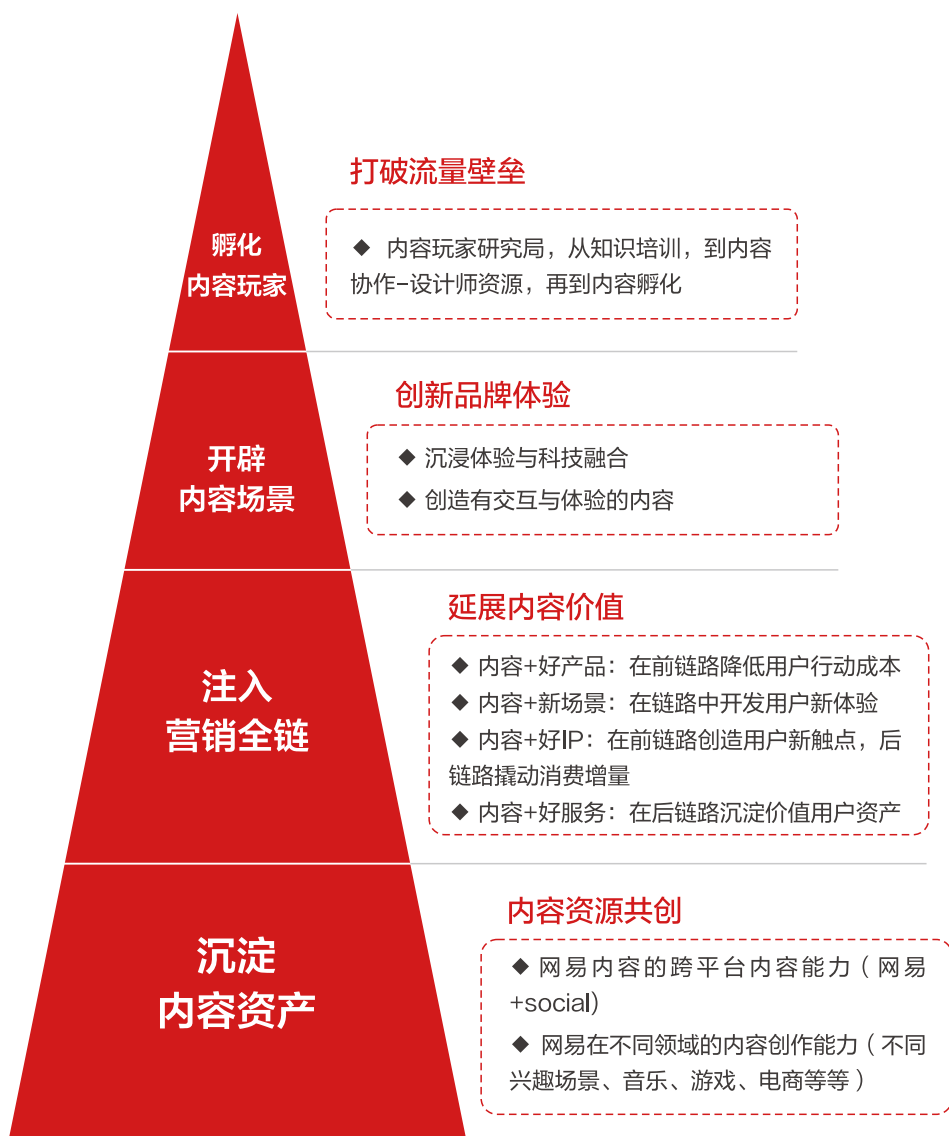 打破流量壁垒
孵化
内容玩家
◆ 内容玩家研究局，从知识培训，到内容
协作-设计师资源，再到内容孵化
创新品牌体验
开辟
内容场景
◆ 沉浸体验与科技融合
◆ 创造有交互与体验的内容
延展内容价值
注入
营销全链
◆ 内容+好产品：在前链路降低用户行动成本
◆ 内容+新场景：在链路中开发用户新体验
◆ 内容+好IP：在前链路创造用户新触点，后
链路撬动消费增量
◆ 内容+好服务：在后链路沉淀价值用户资产
内容资源共创
沉淀
内容资产
◆ 网易内容的跨平台内容能力（网易
+social）
◆ 网易在不同领域的内容创作能力（不同
兴趣场景、音乐、游戏、电商等等）